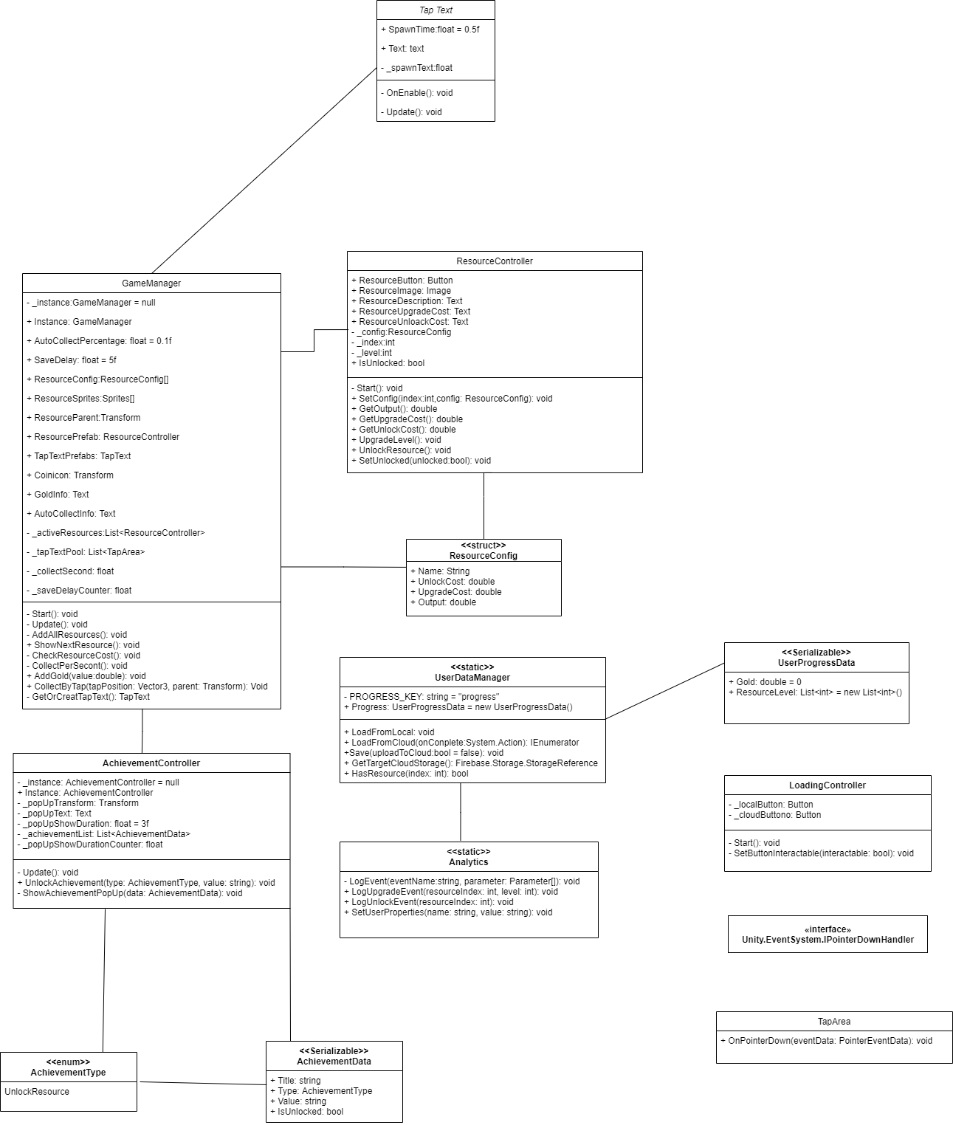 Tap Text
+ SpawnTime:float = 0.5f
+ Text: text
- _spawnText:float
- OnEnable(): void
- Update(): void
GameManager
- _instance:GameManager = null
+ Instance: GameManager
+ AutoCollectPercentage: float = 0.1f
+ SaveDelay: float = 5f
+ ResourceConfig:ResourceConfig[]
+ ResourceSprites:Sprites[]
+ ResourceParent:Transform
+ ResourcePrefab: ResourceController
+ TapTextPrefabs: TapText
+ Coinicon: Transform
+ GoldInfo: Text
+ AutoCollectInfo: Text
- _activeResources:List<ResourceController>
- _tapTextPool: List<TapArea>
- _collectSecond: float
- _saveDelayCounter: float
- Start(): void
- Update(): void
- AddAllResources(): void
+ ShowNextResource(): void
- CheckResourceCost(): void
- CollectPerSecont(): void
+ AddGold(value:double): void
+ CollectByTap(tapPosition: Vector3, parent: Transform): Void
- GetOrCreatTapText(): TapText
ResourceController
+ ResourceButton: Button
+ ResourceImage: Image
+ ResourceDescription: Text
+ ResourceUpgradeCost: Text
+ ResourceUnloackCost: Text
- _config:ResourceConfig
- _index:int
- _level:int
+ IsUnlocked: bool
- Start(): void
+ SetConfig(index:int,config: ResourceConfig): void
+ GetOutput(): double
+ GetUpgradeCost(): double
+ GetUnlockCost(): double
+ UpgradeLevel(): void
+ UnlockResource(): void
+ SetUnlocked(unlocked:bool): void
<<struct>>
ResourceConfig
+ Name: String
+ UnlockCost: double
+ UpgradeCost: double
+ Output: double
<<static>>
UserDataManager
- PROGRESS_KEY: string = "progress"
+ Progress: UserProgressData = new UserProgressData()
+ LoadFromLocal: void
+ LoadFromCloud(onConplete:System.Action): IEnumerator
+Save(uploadToCloud:bool = false): void
+ GetTargetCloudStorage(): Firebase.Storage.StorageReference
+ HasResource(index: int): bool
<<Serializable>>
UserProgressData
+ Gold: double = 0
+ ResourceLevel: List<int> = new List<int>()
AchievementController
- _instance: AchievementController = null
+ Instance: AchievementController
- _popUpTransform: Transform
- _popUpText: Text
- _popUpShowDuration: float = 3f
- _achievementList: List<AchievementData>
- _popUpShowDurationCounter: float
- Update(): void
+ UnlockAchievement(type: AchievementType, value: string): void
- ShowAchievementPopUp(data: AchievementData): void
LoadingController
- _localButton: Button
- _cloudButtono: Button
- Start(): void
- SetButtonInteractable(interactable: bool): void
<<static>>
Analytics
- LogEvent(eventName:string, parameter: Parameter[]): void
+ LogUpgradeEvent(resourceIndex: int, level: int): void
+ LogUnlockEvent(resourceIndex: int): void
+ SetUserProperties(name: string, value: string): void
«interface»
Unity.EventSystem.IPointerDownHandler
TapArea
+ OnPointerDown(eventData: PointerEventData): void
<<enum>>
AchievementType
UnlockResource
<<Serializable>>
AchievementData
+ Title: string
+ Type: AchievementType
+ Value: string
+ IsUnlocked: bool